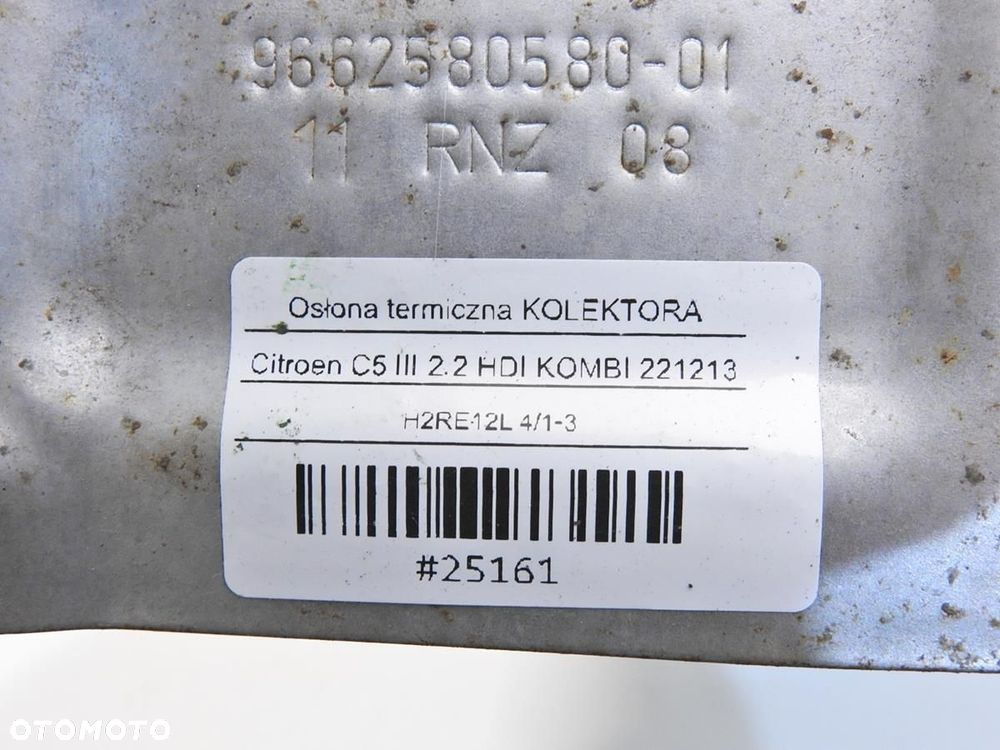 9662580580-01
11 RNZ 08
Osłona termiczna KOLEKTORA
Citroen C5 III 2.2 HDI KOMBI 221213
H2RE12L 4/1-3
#25161
OTOMOTO